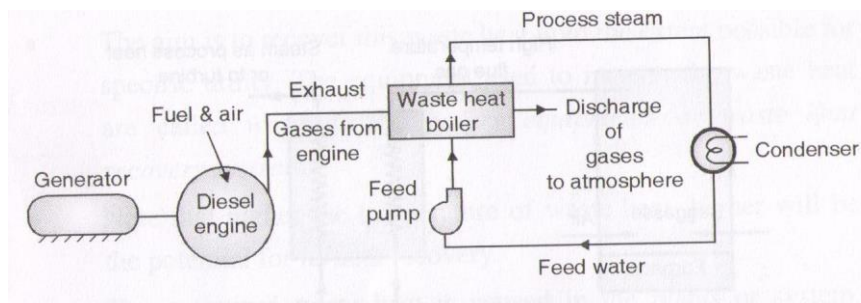 Process steam
Exhaust
Gases from
engine
Waste heat
boiler
Discharge
of
gases
to atmosphere
Condenser
Fuel & air
Generator
Diesel
engine
Feed
pump
Feed water